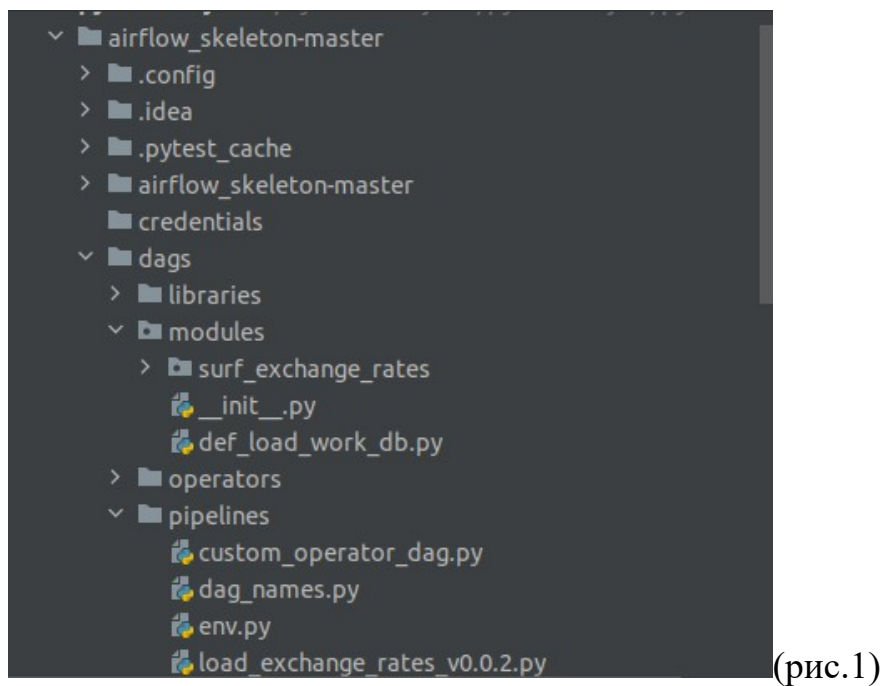 airflow_skeleton-master
.config
.idea
.pytest_cache
airflow_skeleton-master
credentials
dags
libraries
modules
surf_exchange_rates
__init__.py
def_load_work_db.py
operators
pipelines
custom_operator_dag.py
dag_names.py
env.py
load_exchange_rates_v0.0.2.py (рис.1)